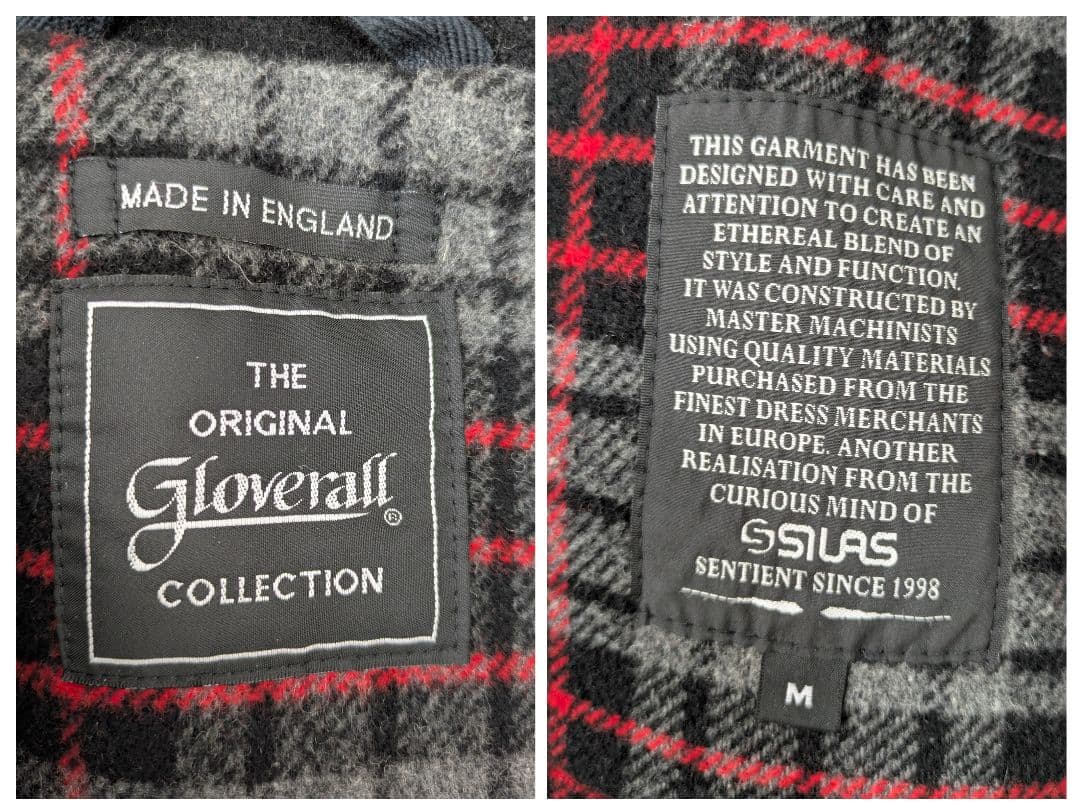 MADE IN ENGLAND
THE
ORIGINAL
Gloverall®
COLLECTION
THIS GARMENT HAS BEEN
DESIGNED WITH CARE AND
ATTENTION TO CREATE AN
ETHEREAL BLEND OF
STYLE AND FUNCTION.
IT WAS CONSTRUCTED BY
MASTER MACHINISTS
USING QUALITY MATERIALS
PURCHASED FROM THE
FINEST DRESS MERCHANTS
IN EUROPE. ANOTHER
REALISATION FROM THE
CURIOUS MIND OF
SILAS
SENTIENT SINCE 1998
M